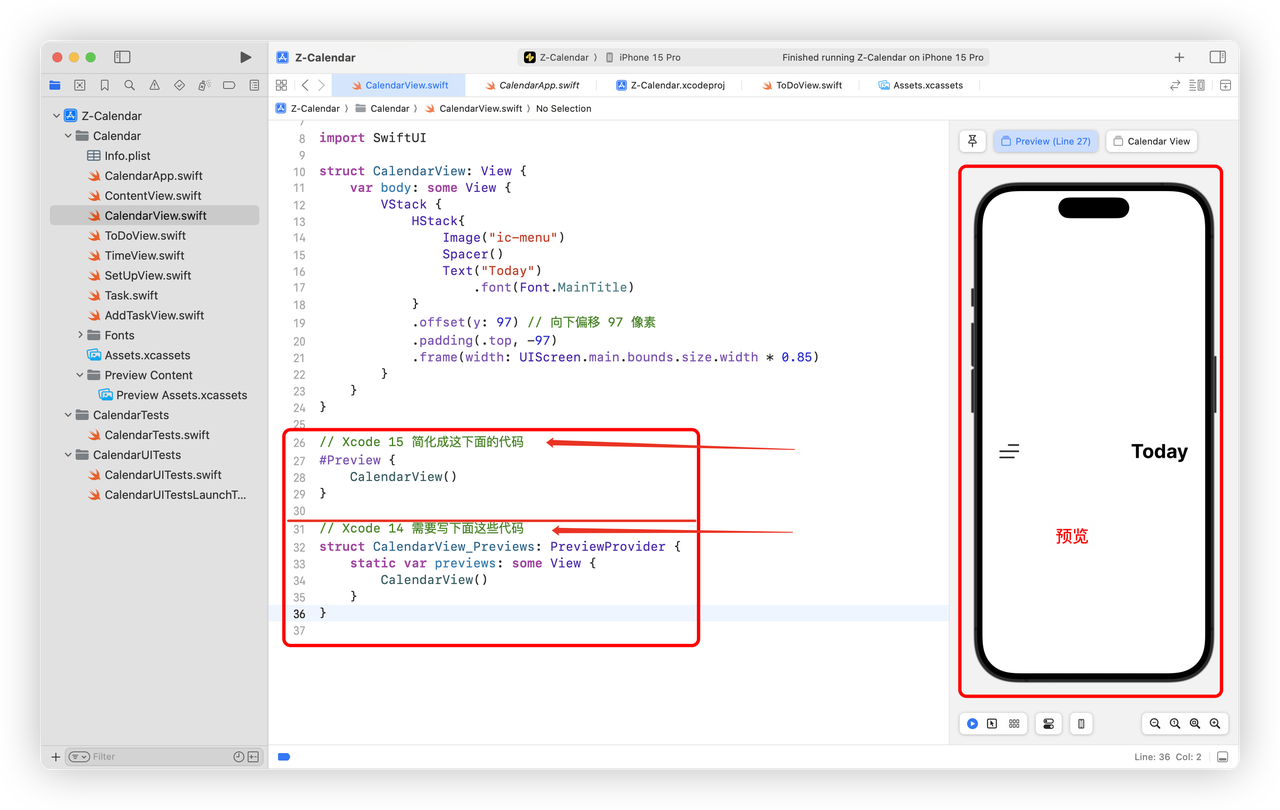 Z-Calendar
Z-Calendar 〉 iPhone 15 Pro
Finished running Z-Calendar on iPhone 15 Pro
CalendarView.swift
CalendarApp.swift
Z-Calendar.xcodeproj
ToDoView.swift
Assets.xcassets
Z-Calendar 〉 Calendar 〉 CalendarView.swift 〉 No Selection
Z-Calendar
Calendar
Info.plist
CalendarApp.swift
ContentView.swift
CalendarView.swift
ToDoView.swift
TimeView.swift
SetUpView.swift
Task.swift
AddTaskView.swift
Fonts
Assets.xcassets
Preview Content
Preview Assets.xcassets
CalendarTests
CalendarTests.swift
CalendarUITests
CalendarUITests.swift
CalendarUITestsLaunchT...
Filter
7
8 import SwiftUI
9
10 struct CalendarView: View {
11 var body: some View {
12 VStack {
13 HStack{
14 Image("ic-menu")
15 Spacer()
16 Text("Today")
17 .font(Font.MainTitle)
18 }
19 .offset(y: 97) // 向下偏移 97 像素
20 .padding(.top, -97)
21 .frame(width: UIScreen.main.bounds.size.width * 0.85)
22 }
23 }
24 }
25
26 // Xcode 15 简化成这下面的代码
27 #Preview {
28 CalendarView()
29 }
30
31 // Xcode 14 需要写下面这些代码
32 struct CalendarView_Previews: PreviewProvider {
33 static var previews: some View {
34 CalendarView()
35 }
36 }
37
Preview (Line 27)
Calendar View
Today
预览
Line: 36 Col: 2